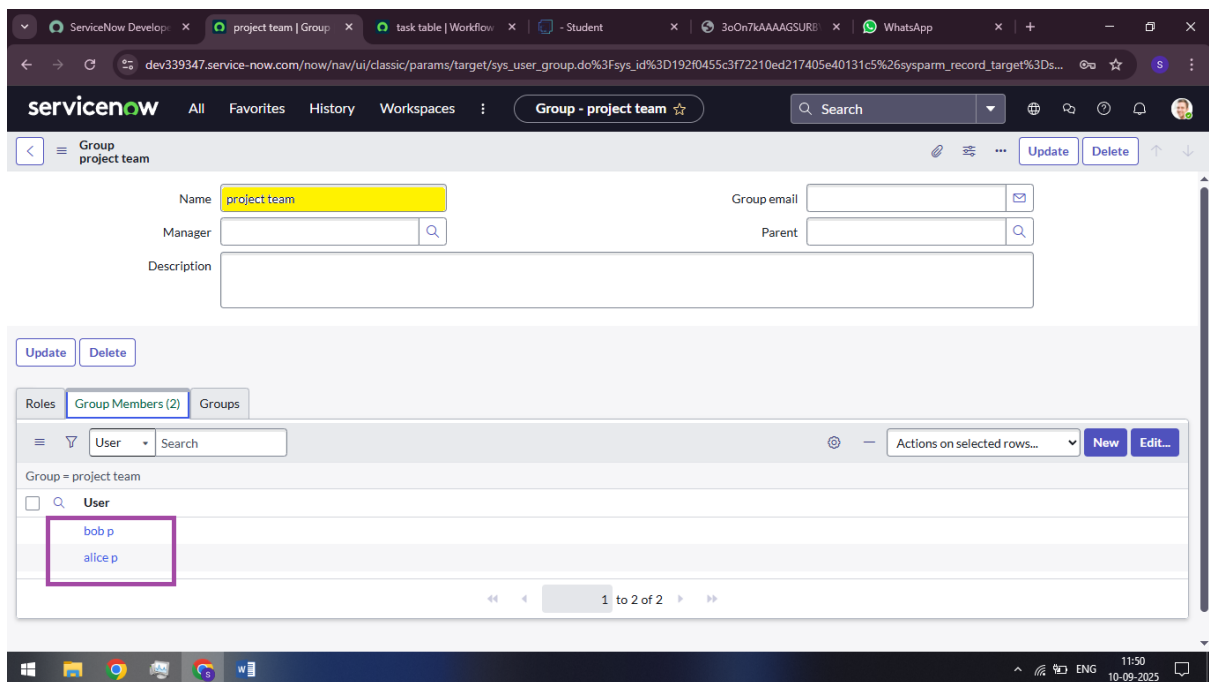 ServiceNow Develope
project team | Group
task table | Workflow
- Student
3oOn7kAAAAGSURB
WhatsApp
dev339347.service-now.com/now/nav/ui/classic/params/target/sys_user_group.do%3Fsys_id%3D192f0455c3f72210ed217405e40131c5%26sysparm_record_target%3Ds...
S
servicenow All Favorites History Workspaces Group - project team Search
Group
project team
Update Delete
Name project team Group email
Manager Parent
Description
Update Delete
Roles Group Members (2) Groups
User Search Actions on selected rows... New Edit...
Group = project team
User
bob p
alice p
1 to 2 of 2
ENG 11:50
10-09-2025